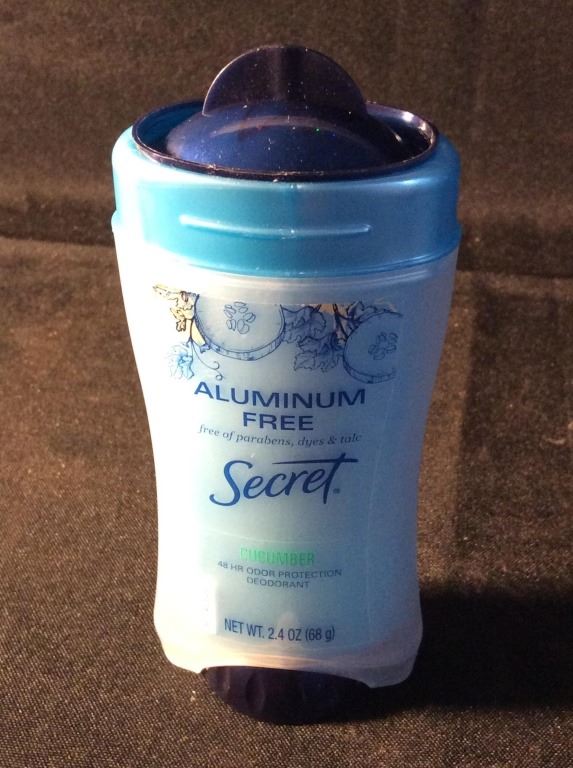 ALUMINUM
FREE
free of parabens, dyes & talc
Secret®
CUCUMBER
48 HR ODOR PROTECTION
DEODORANT
NET WT. 2.4 OZ (68 g)